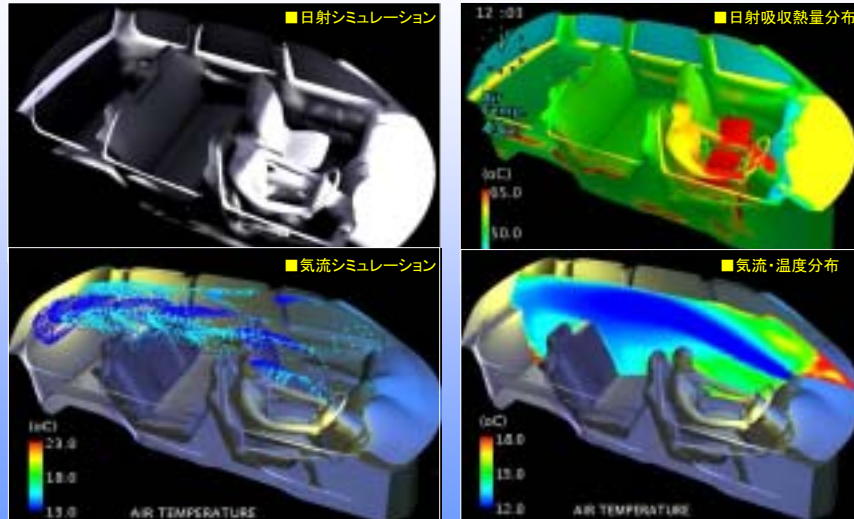 ■日射シミュレーション
■日射吸収熱量分布
12:03
(oC)
65.0
50.0
■気流シミュレーション
(oC)
23.0
18.0
13.0
AIR TEMPERATURE
■気流・温度分布
(oC)
18.0
15.0
12.0
AIR TEMPERATURE